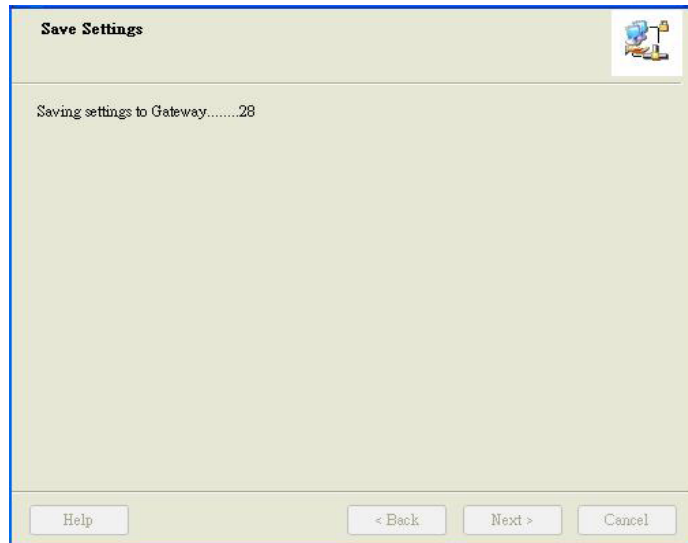 Save Settings
Saving settings to Gateway........28
Help
< Back
Next >
Cancel